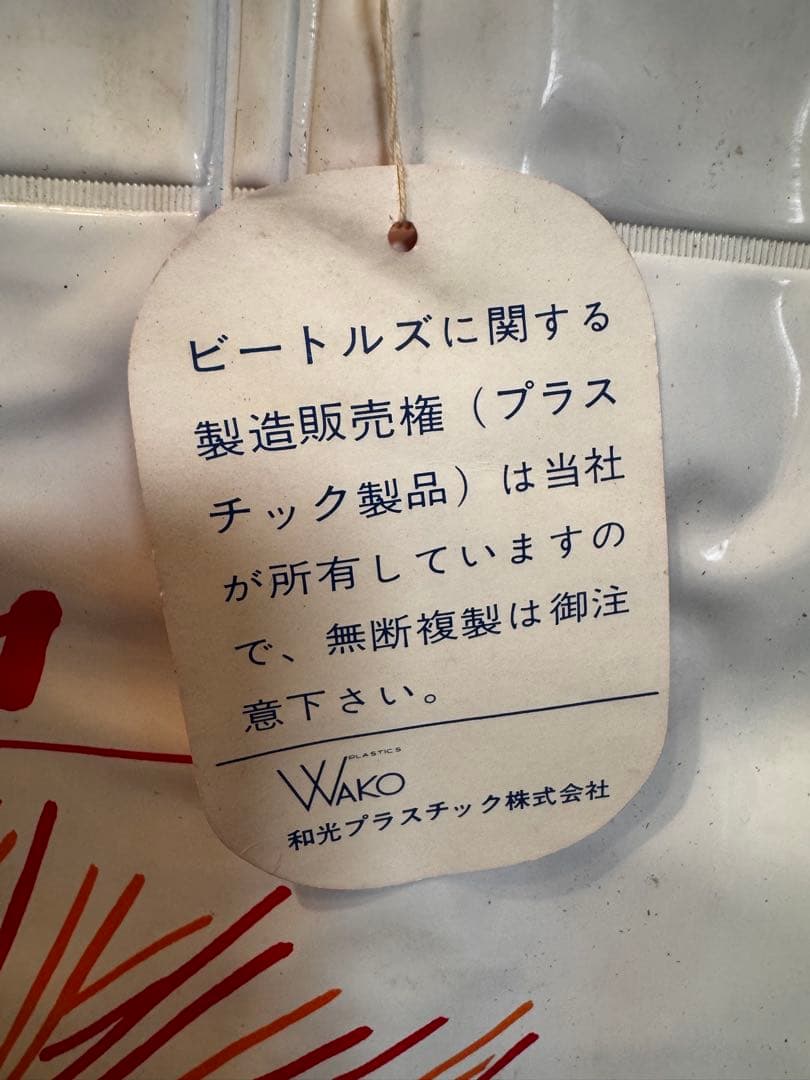 ビートルズに関する
製造販売権（プラス
チック製品）は当社
が所有していますの
で、無断複製は御注
意下さい。
PLASTICS
WAKO
和光プラスチック株式会社